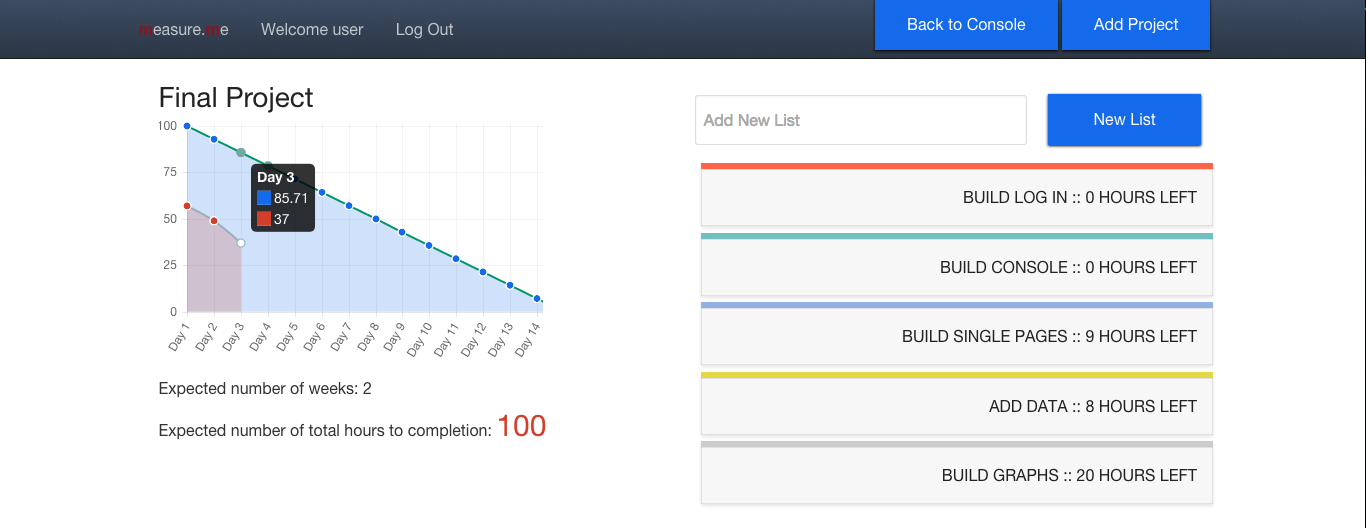 measure.me Welcome user Log Out Back to Console Add Project
Final Project
100
75
50
25
0
Day 3
85.71
37
Day 1 Day 2 Day 3 Day 4 Day 5 Day 6 Day 7 Day 8 Day 9 Day 10 Day 11 Day 12 Day 13 Day 14
Expected number of weeks: 2
Expected number of total hours to completion: 100
Add New List New List
BUILD LOG IN :: 0 HOURS LEFT
BUILD CONSOLE :: 0 HOURS LEFT
BUILD SINGLE PAGES :: 9 HOURS LEFT
ADD DATA :: 8 HOURS LEFT
BUILD GRAPHS :: 20 HOURS LEFT